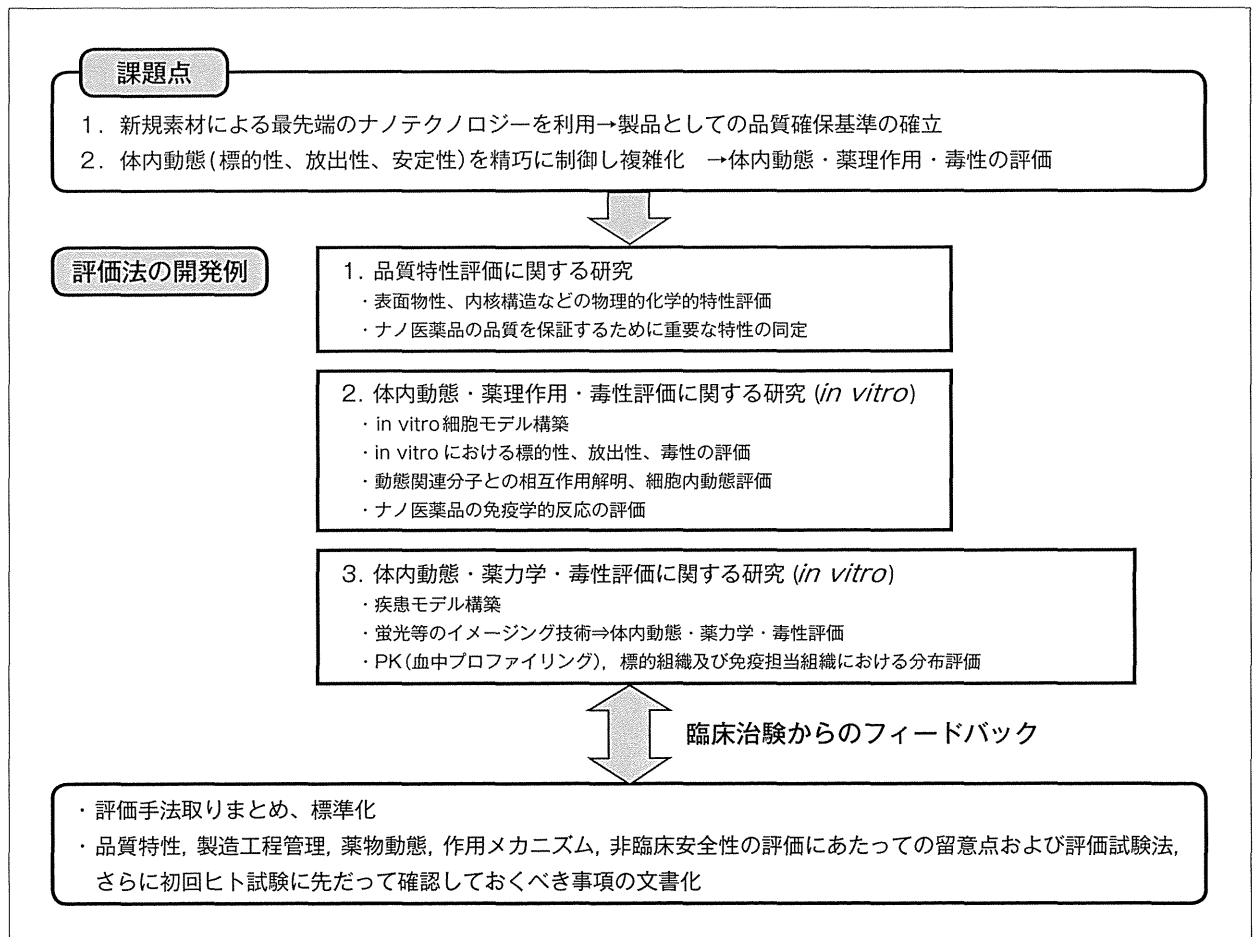 課題点
1. 新規素材による最先端のナノテクノロジーを利用→製品としての品質確保基準の確立
2. 体内動態(標的性、放出性、安定性)を精巧に制御し複雑化 →体内動態・薬理作用・毒性の評価
評価法の開発例
1. 品質特性評価に関する研究
・表面物性、内核構造などの物理的化学的特性評価
・ナノ医薬品の品質を保証するために重要な特性の同定
2. 体内動態・薬理作用・毒性評価に関する研究 (in vitro)
・in vitro 細胞モデル構築
・in vitro における標的性、放出性、毒性の評価
・動態関連分子との相互作用解明、細胞内動態評価
・ナノ医薬品の免疫学的反応の評価
3. 体内動態・薬力学・毒性評価に関する研究 (in vitro)
・疾患モデル構築
・蛍光等のイメージング技術⇒体内動態・薬力学・毒性評価
・PK(血中プロファイリング), 標的組織及び免疫担当組織における分布評価
臨床治験からのフィードバック
・評価手法取りまとめ、標準化
・品質特性, 製造工程管理, 薬物動態, 作用メカニズム, 非臨床安全性の評価にあたっての留意点および評価試験法,
さらに初回ヒト試験に先だって確認しておくべき事項の文書化